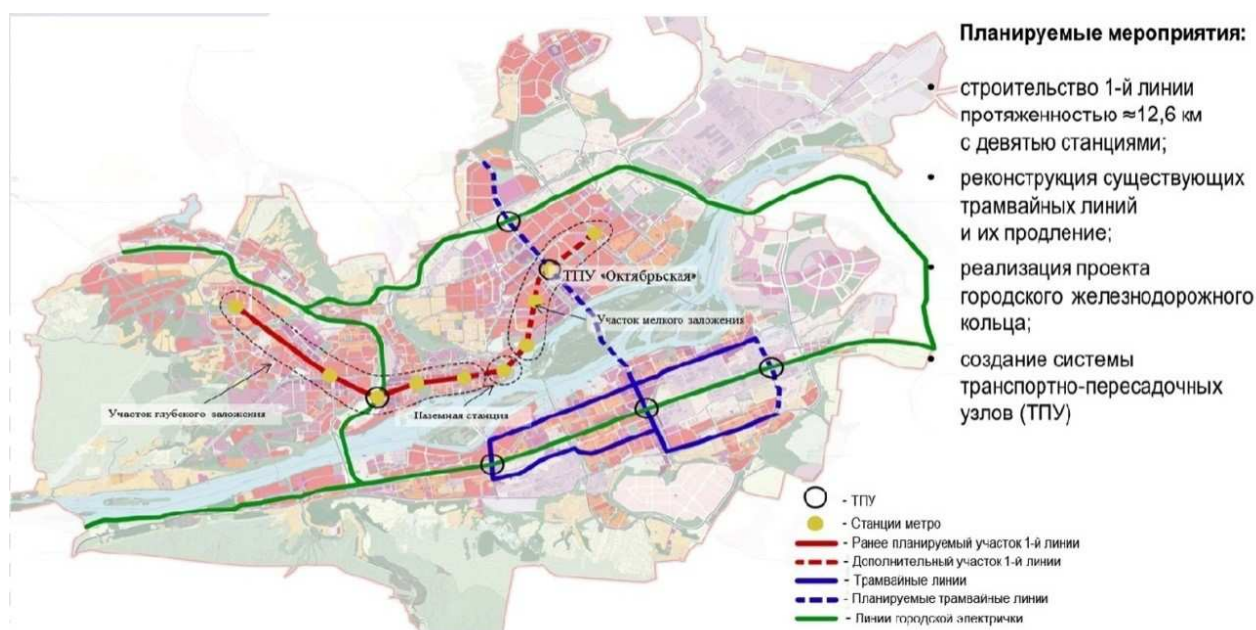 Планируемые мероприятия:
• строительство 1-й линии
протяженностью ≈12,6 км
с девятью станциями;
• реконструкция существующих
трамвайных линий
и их продление;
• реализация проекта
городского железнодорожного
кольца;
• создание системы
транспортно-пересадочных
узлов (ТПУ)
ТПУ «Октябрьская»
Участок мелкого заложения
Участок глубокого заложения
Наземная станция
- ТПУ
- Станции метро
- Ранее планируемый участок 1-й линии
- Дополнительный участок 1-й линии
- Трамвайные линии
- Планируемые трамвайные линии
- Линии городской электрички